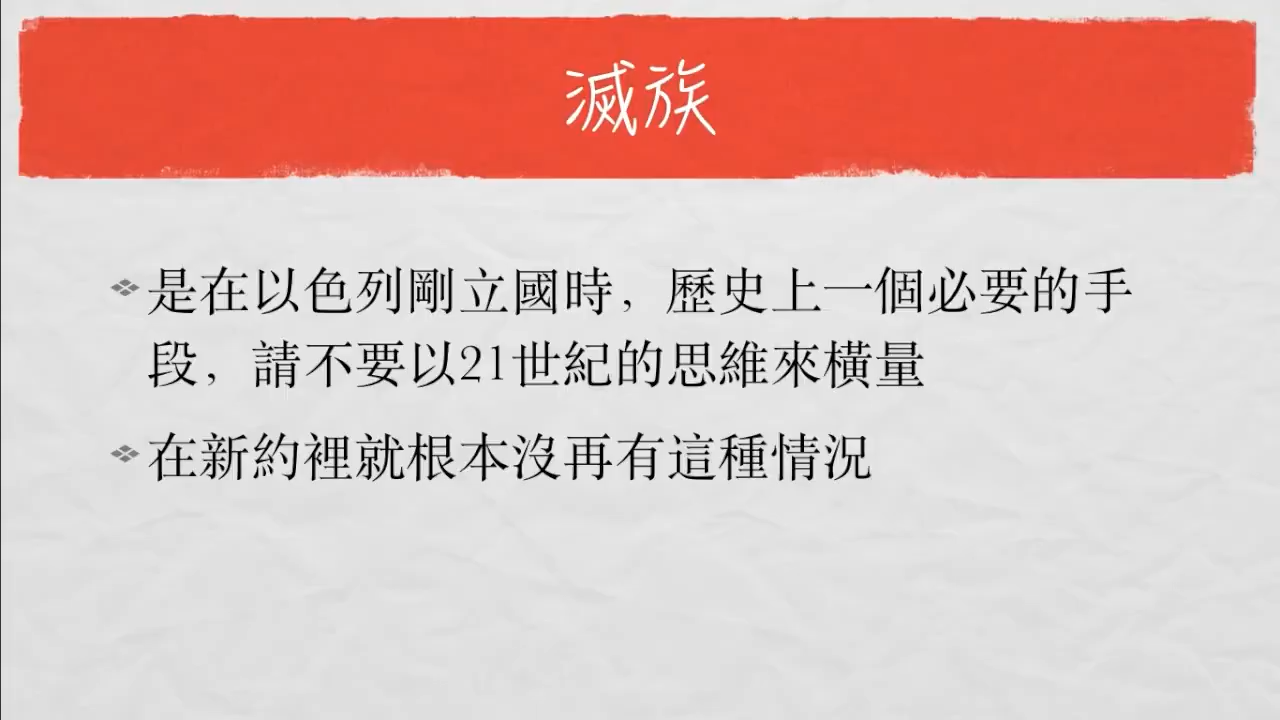 滅族
是在以色列剛立國時，歷史上一個必要的手
段，請不要以21世紀的思維來橫量
在新約裡就根本沒再有這種情況